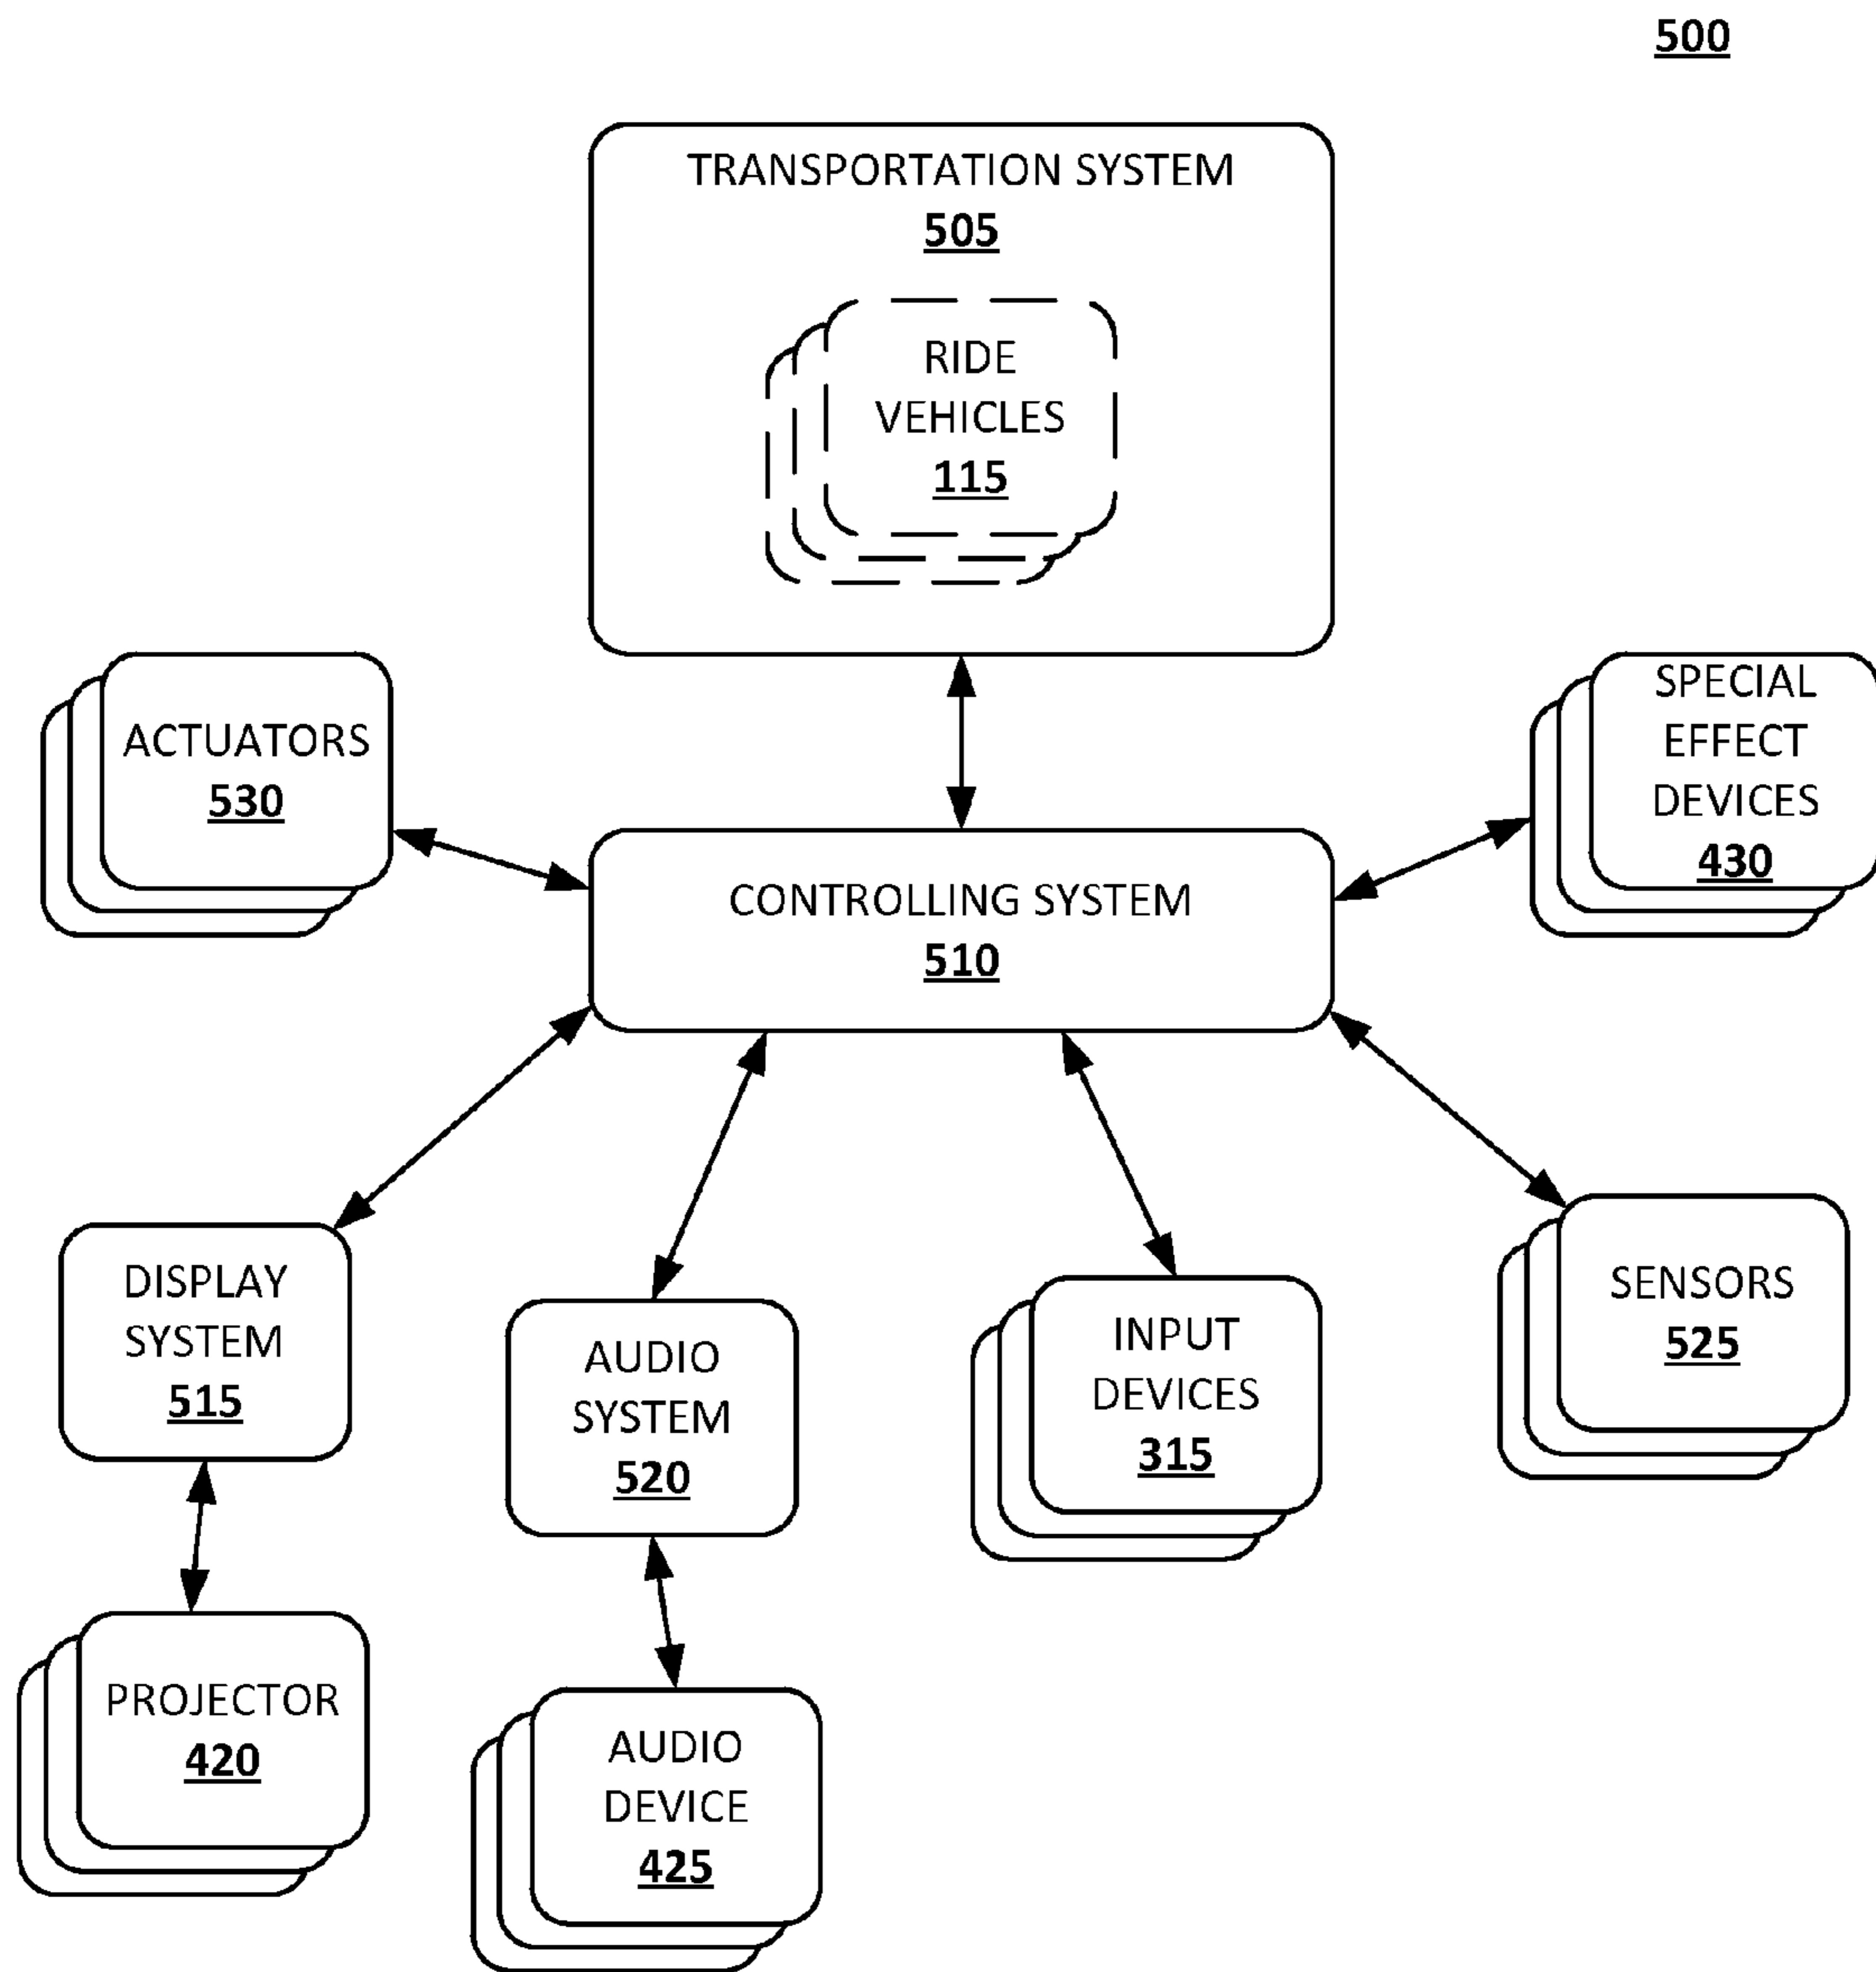 500
TRANSPORTATION SYSTEM
505
RIDE
VEHICLES
115
ACTUATORS
530
SPECIAL
EFFECT
DEVICES
430
CONTROLLING SYSTEM
510
DISPLAY
SYSTEM
515
AUDIO
SYSTEM
520
INPUT
DEVICES
315
SENSORS
525
PROJECTOR
420
AUDIO
DEVICE
425